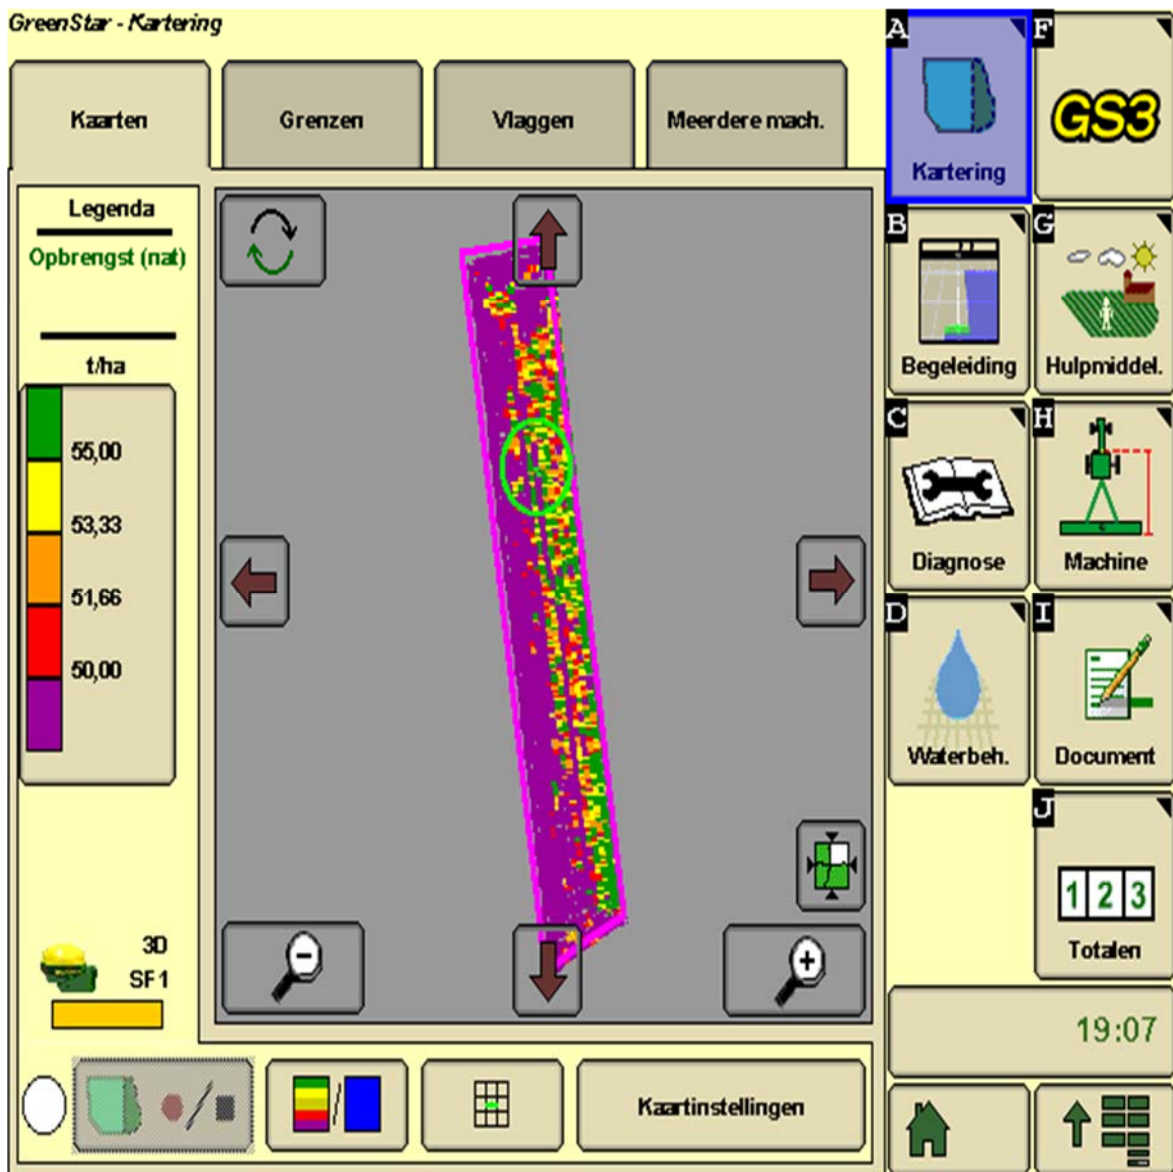 GreenStar - Kartering
Kaarten
Grenzen
Vlaggen
Meerdere mach.
Legenda
Opbrengst (nat)
t/ha
55,00
53,33
51,66
50,00
3D
SF1
Kaartinstellingen
A
Kartering
F
GS3
B
Begeleiding
G
Hulpmiddel.
C
Diagnose
H
Machine
D
Waterbeh.
I
Document
J
1 2 3
Totalen
19:07